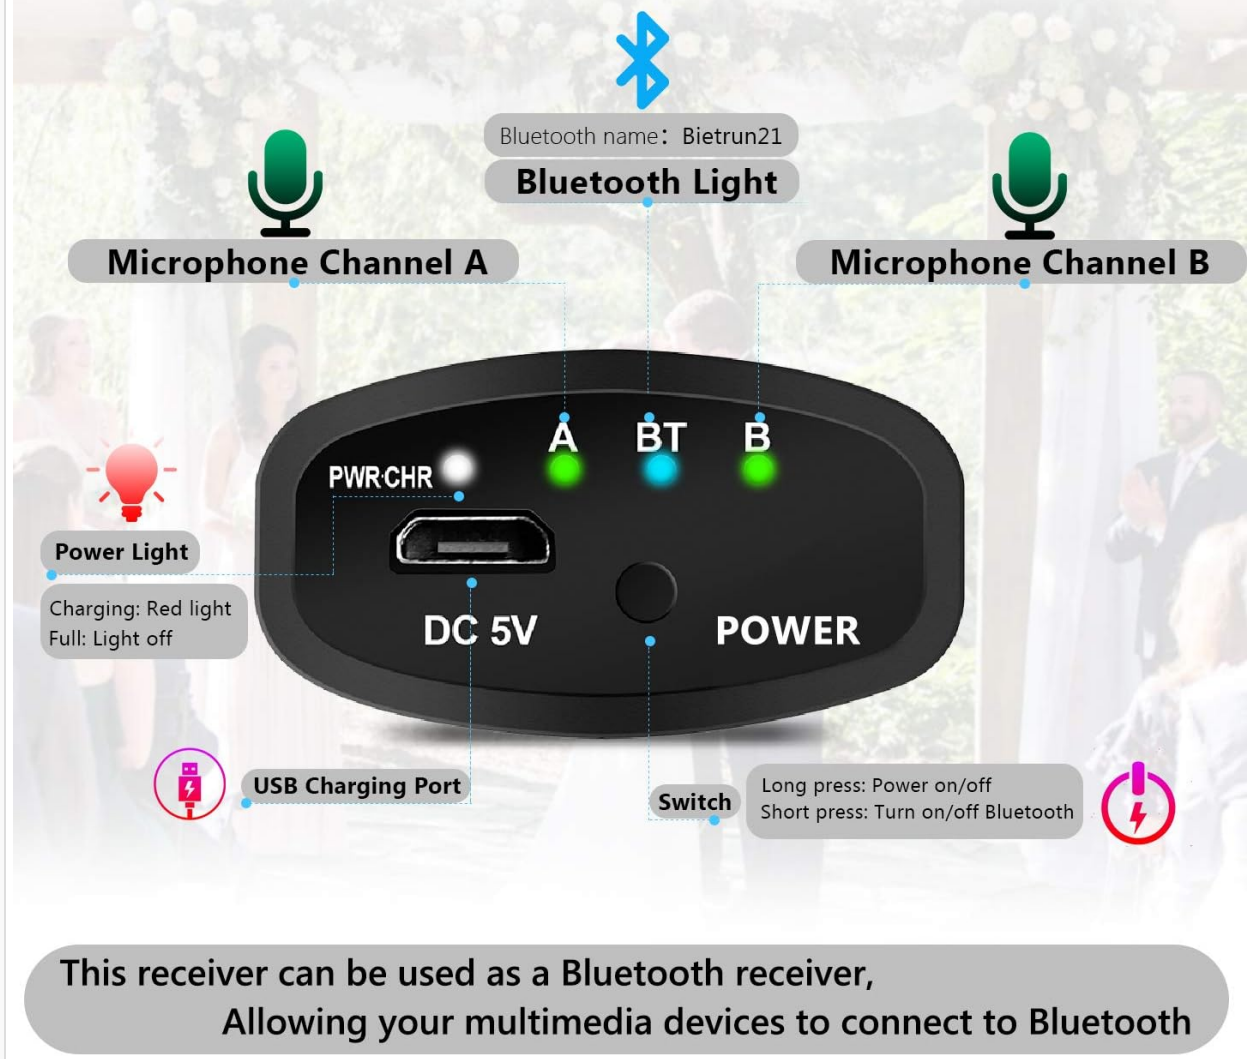 Bluetooth name: Bietrun21
Bluetooth Light
Microphone Channel A
Microphone Channel B
A
BT
B
PWR·CHR
Power Light
Charging: Red light
Full: Light off
DC 5V
POWER
USB Charging Port
Switch
Long press: Power on/off
Short press: Turn on/off Bluetooth
This receiver can be used as a Bluetooth receiver,
Allowing your multimedia devices to connect to Bluetooth